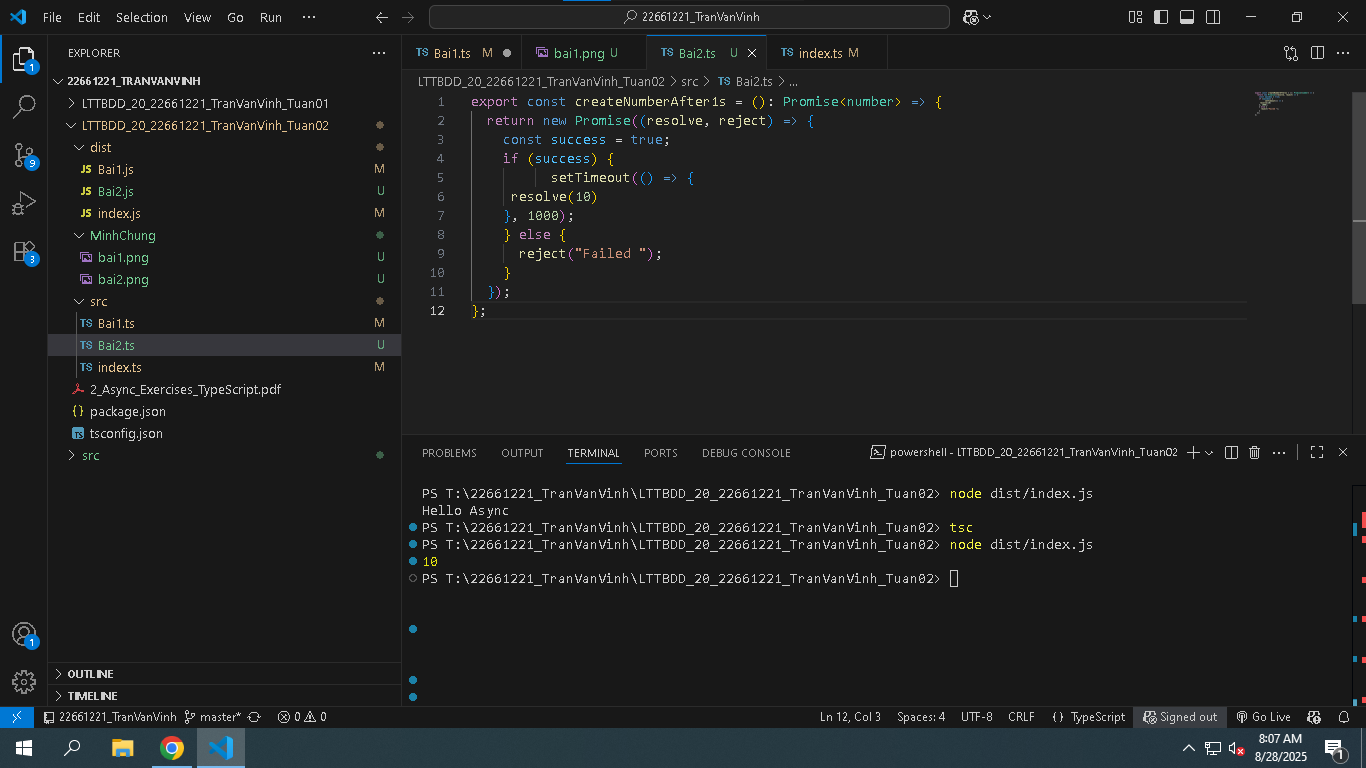 File Edit Selection View Go Run ··· 22661221_TranVanVinh
EXPLORER ···
22661221_TRANVANVINH
LTTBDD_20_22661221_TranVanVinh_Tuan01
LTTBDD_20_22661221_TranVanVinh_Tuan02
dist
JS Bai1.js M
JS Bai2.js U
JS index.js M
MinhChung
bai1.png U
bai2.png U
src
TS Bai1.ts M
TS Bai2.ts U
TS index.ts M
2_Async_Exercises_TypeScript.pdf
{} package.json
TS tsconfig.json
src
OUTLINE
TIMELINE
1
9
3
1
TS Bai1.ts M bai1.png U TS Bai2.ts U TS index.ts M
LTTBDD_20_22661221_TranVanVinh_Tuan02 > src > TS Bai2.ts > ...
1 export const createNumberAfter1s = (): Promise<number> => {
2 return new Promise((resolve, reject) => {
3 const success = true;
4 if (success) {
5 setTimeout(() => {
6 resolve(10)
7 }, 1000);
8 } else {
9 reject("Failed ");
10 }
11 });
12 };
PROBLEMS OUTPUT TERMINAL PORTS DEBUG CONSOLE powershell - LTTBDD_20_22661221_TranVanVinh_Tuan02
PS T:\22661221_TranVanVinh\LTTBDD_20_22661221_TranVanVinh_Tuan02> node dist/index.js
Hello Async
PS T:\22661221_TranVanVinh\LTTBDD_20_22661221_TranVanVinh_Tuan02> tsc
PS T:\22661221_TranVanVinh\LTTBDD_20_22661221_TranVanVinh_Tuan02> node dist/index.js
10
PS T:\22661221_TranVanVinh\LTTBDD_20_22661221_TranVanVinh_Tuan02>
22661221_TranVanVinh master* 0 0 Ln 12, Col 3 Spaces: 4 UTF-8 CRLF {} TypeScript Signed out Go Live
8:07 AM
8/28/2025
1